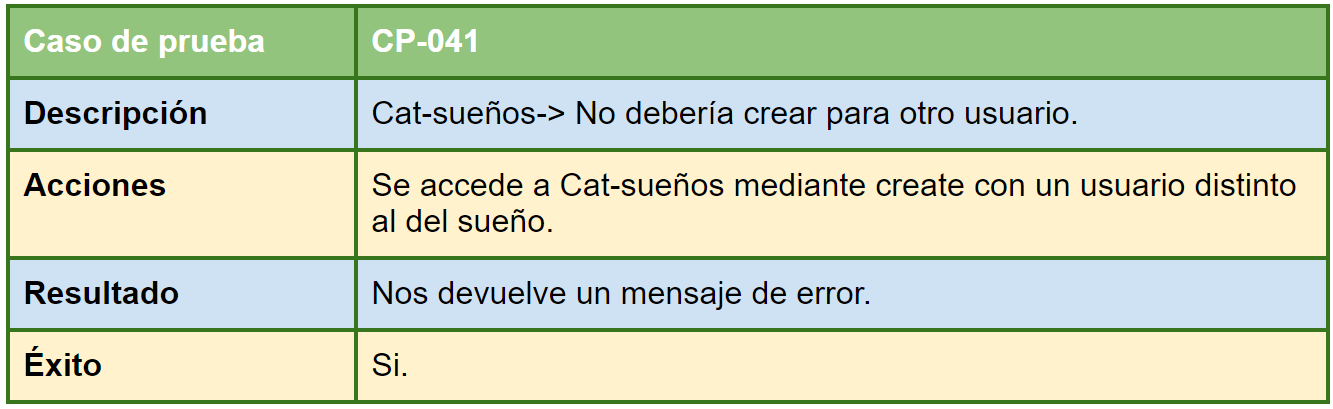 Caso de prueba CP-041
Descripción Cat-sueños-> No debería crear para otro usuario.
Acciones Se accede a Cat-sueños mediante create con un usuario distinto
al del sueño.
Resultado Nos devuelve un mensaje de error.
Éxito Si.